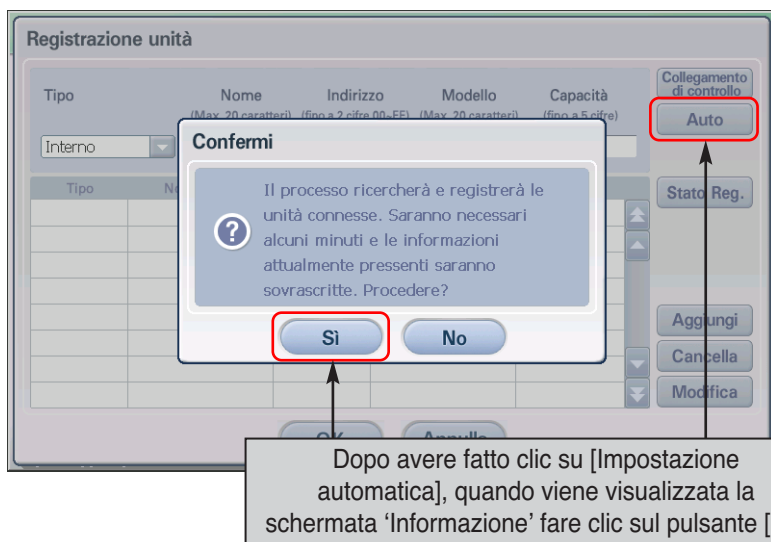 Registrazione unità
Tipo Nome Indirizzo Modello Capacità
(Max. 20 caratteri) (fino a 2 cifre 00~FF) (Max. 20 caratteri) (fino a 5 cifre)
Collegamento
di controllo
Auto
Interno
Confermi
Tipo
Stato Reg.
Il processo ricercherà e registrerà le
unità connesse. Saranno necessari
alcuni minuti e le informazioni
attualmente pressenti saranno
sovrascritte. Procedere?
Sì No
Aggiungi
Cancella
Modifica
OK Annulla
Dopo avere fatto clic su [Impostazione
automatica], quando viene visualizzata la
schermata ‘Informazione’ fare clic sul pulsante [